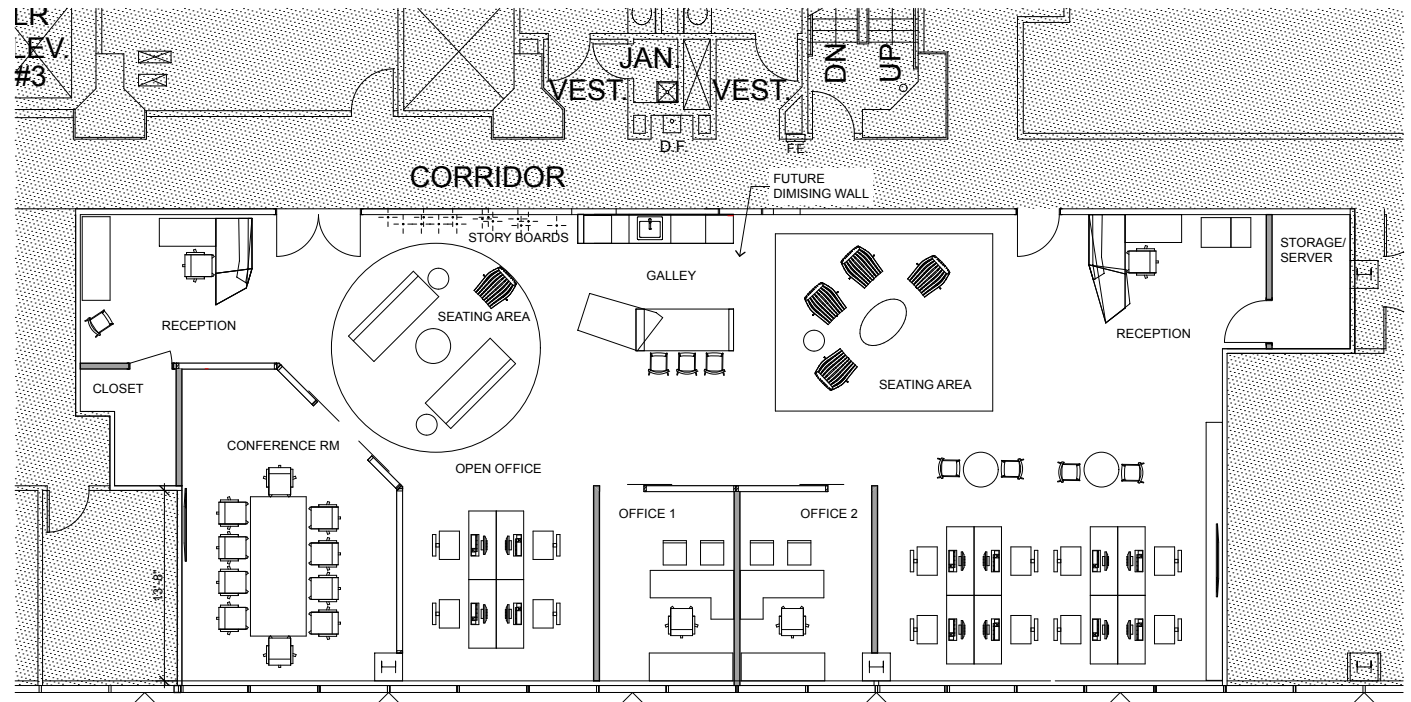 LR
LEV.
#3
JAN.
VEST.
VEST.
DN
UP
D.F.
F.E.
CORRIDOR
FUTURE
DIMISING WALL
STORY BOARDS
GALLEY
STORAGE/
SERVER
SEATING AREA
RECEPTION
RECEPTION
CLOSET
SEATING AREA
CONFERENCE RM
OPEN OFFICE
OFFICE 1
OFFICE 2
13'-8"